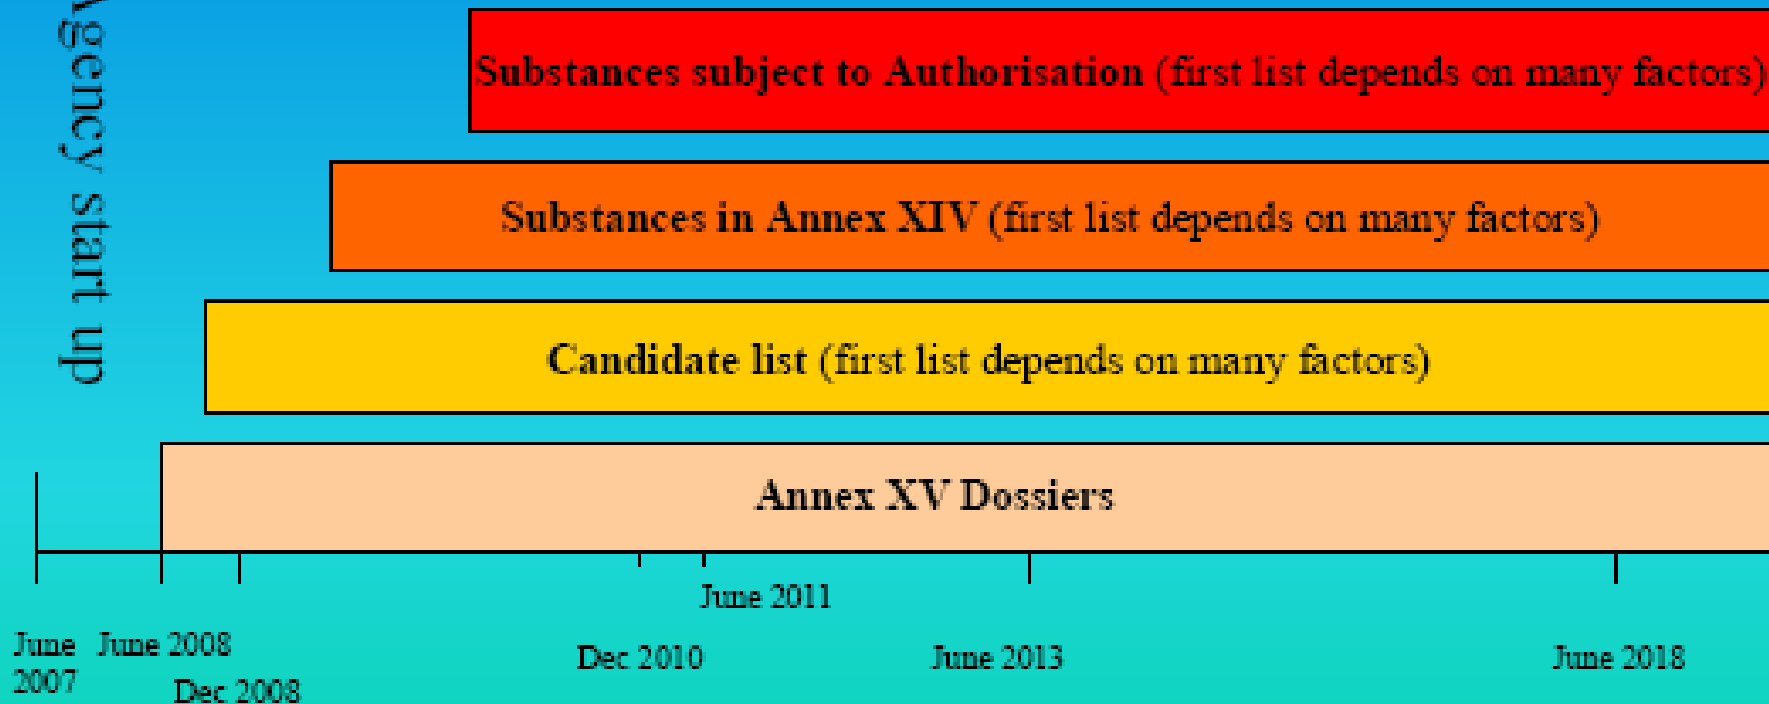 Agency start up
Substances subject to Authorisation (first list depends on many factors)
Substances in Annex XIV (first list depends on many factors)
Candidate list (first list depends on many factors)
Annex XV Dossiers
June 2011
June
2007
June 2008
Dec 2008
Dec 2010
June 2013
June 2018